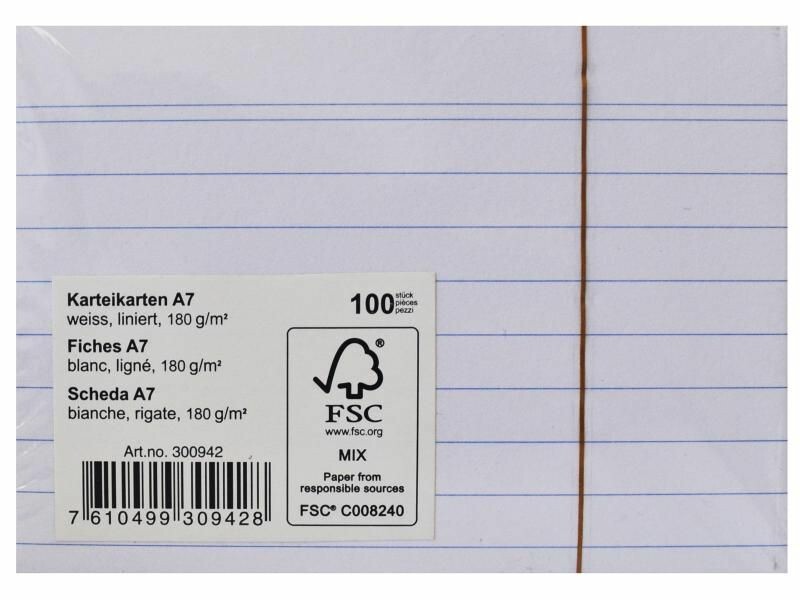 Karteikarten A7
weiss, liniert, 180 g/m²
Fiches A7
blanc, ligné, 180 g/m²
Scheda A7
bianche, rigate, 180 g/m²
Art.no. 300942
7 610499 309428
100 stück
pièces
pezzi
®
FSC
www.fsc.org
MIX
Paper from
responsible sources
FSC® C008240